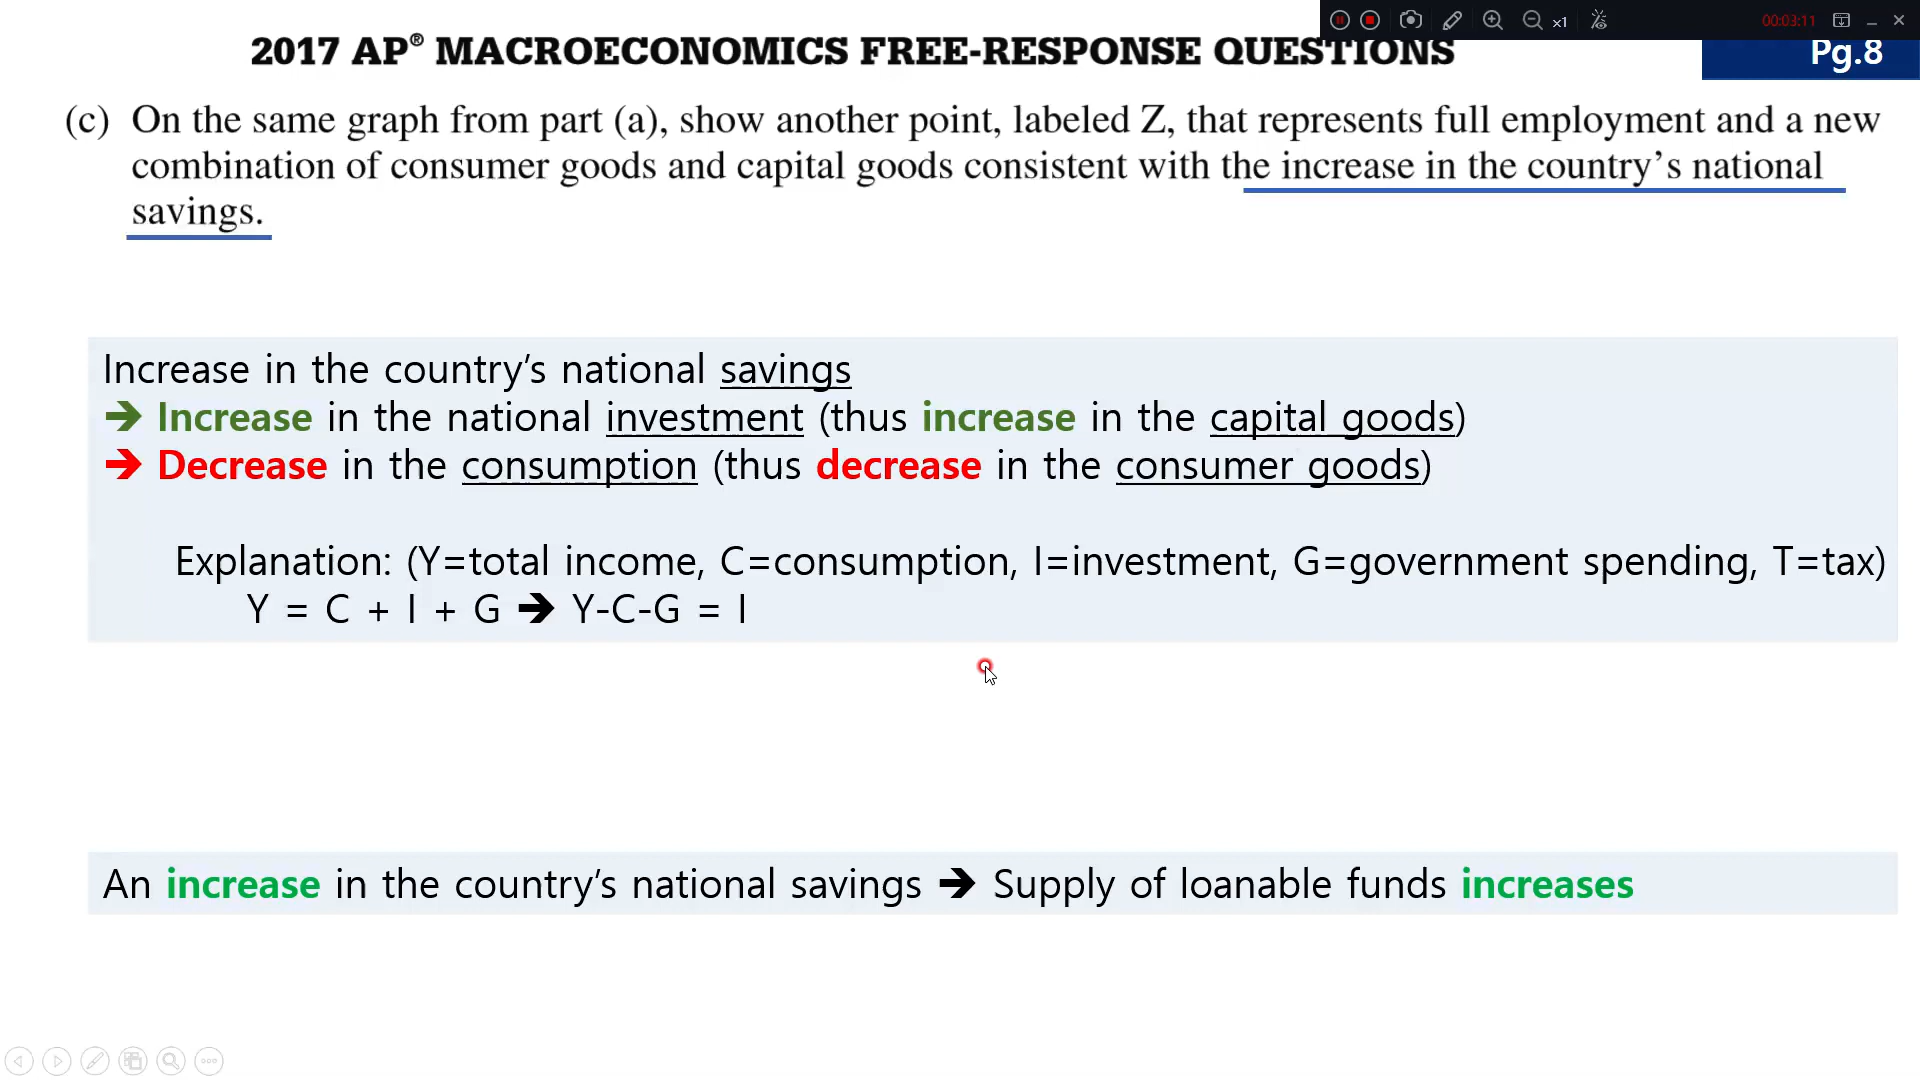 x1
00:03:11
2017 AP® MACROECONOMICS FREE-RESPONSE QUESTIONS
Pg.8
(c) On the same graph from part (a), show another point, labeled Z, that represents full employment and a new
combination of consumer goods and capital goods consistent with the increase in the country’s national
savings.
Increase in the country’s national savings
➔ Increase in the national investment (thus increase in the capital goods)
➔ Decrease in the consumption (thus decrease in the consumer goods)
Explanation: (Y=total income, C=consumption, I=investment, G=government spending, T=tax)
Y = C + I + G ➔ Y-C-G = I
An increase in the country’s national savings ➔ Supply of loanable funds increases